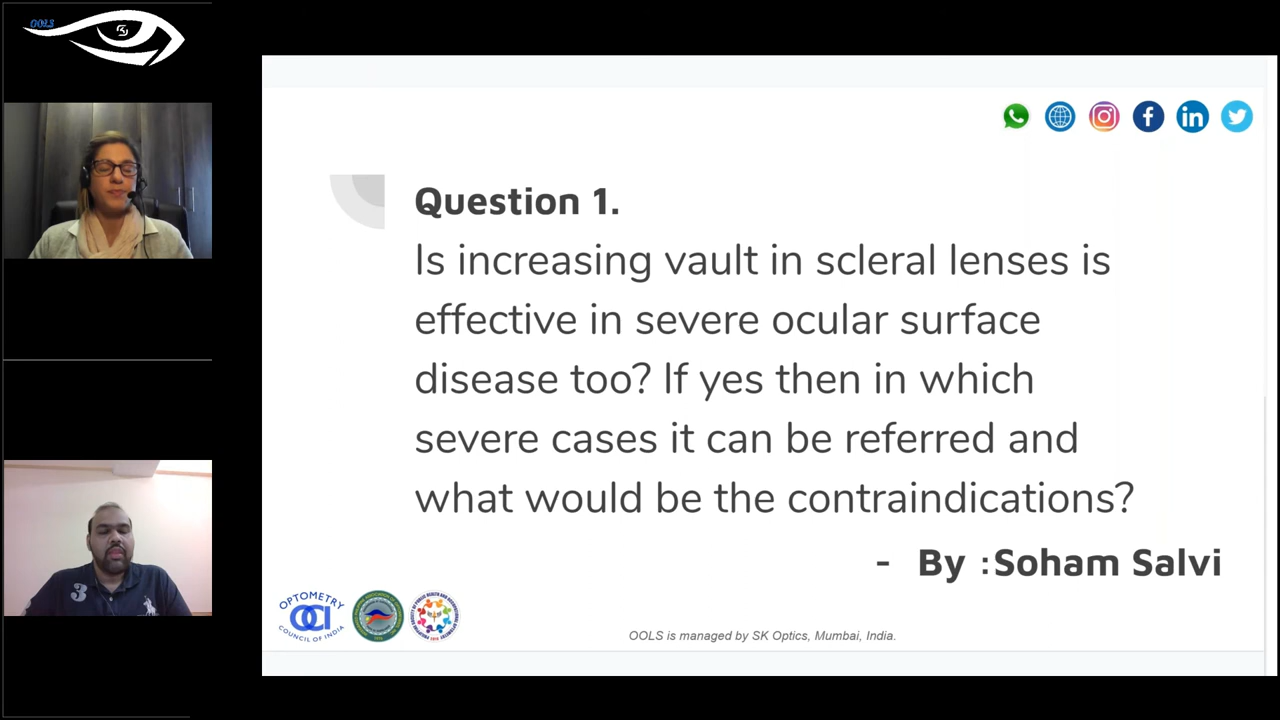 OOLS
Question 1.
Is increasing vault in scleral lenses is
effective in severe ocular surface
disease too? If yes then in which
severe cases it can be referred and
what would be the contraindications?
- By :Soham Salvi
OPTOMETRY
OCI
COUNCIL OF INDIA
OOLS is managed by SK Optics, Mumbai, India.
3